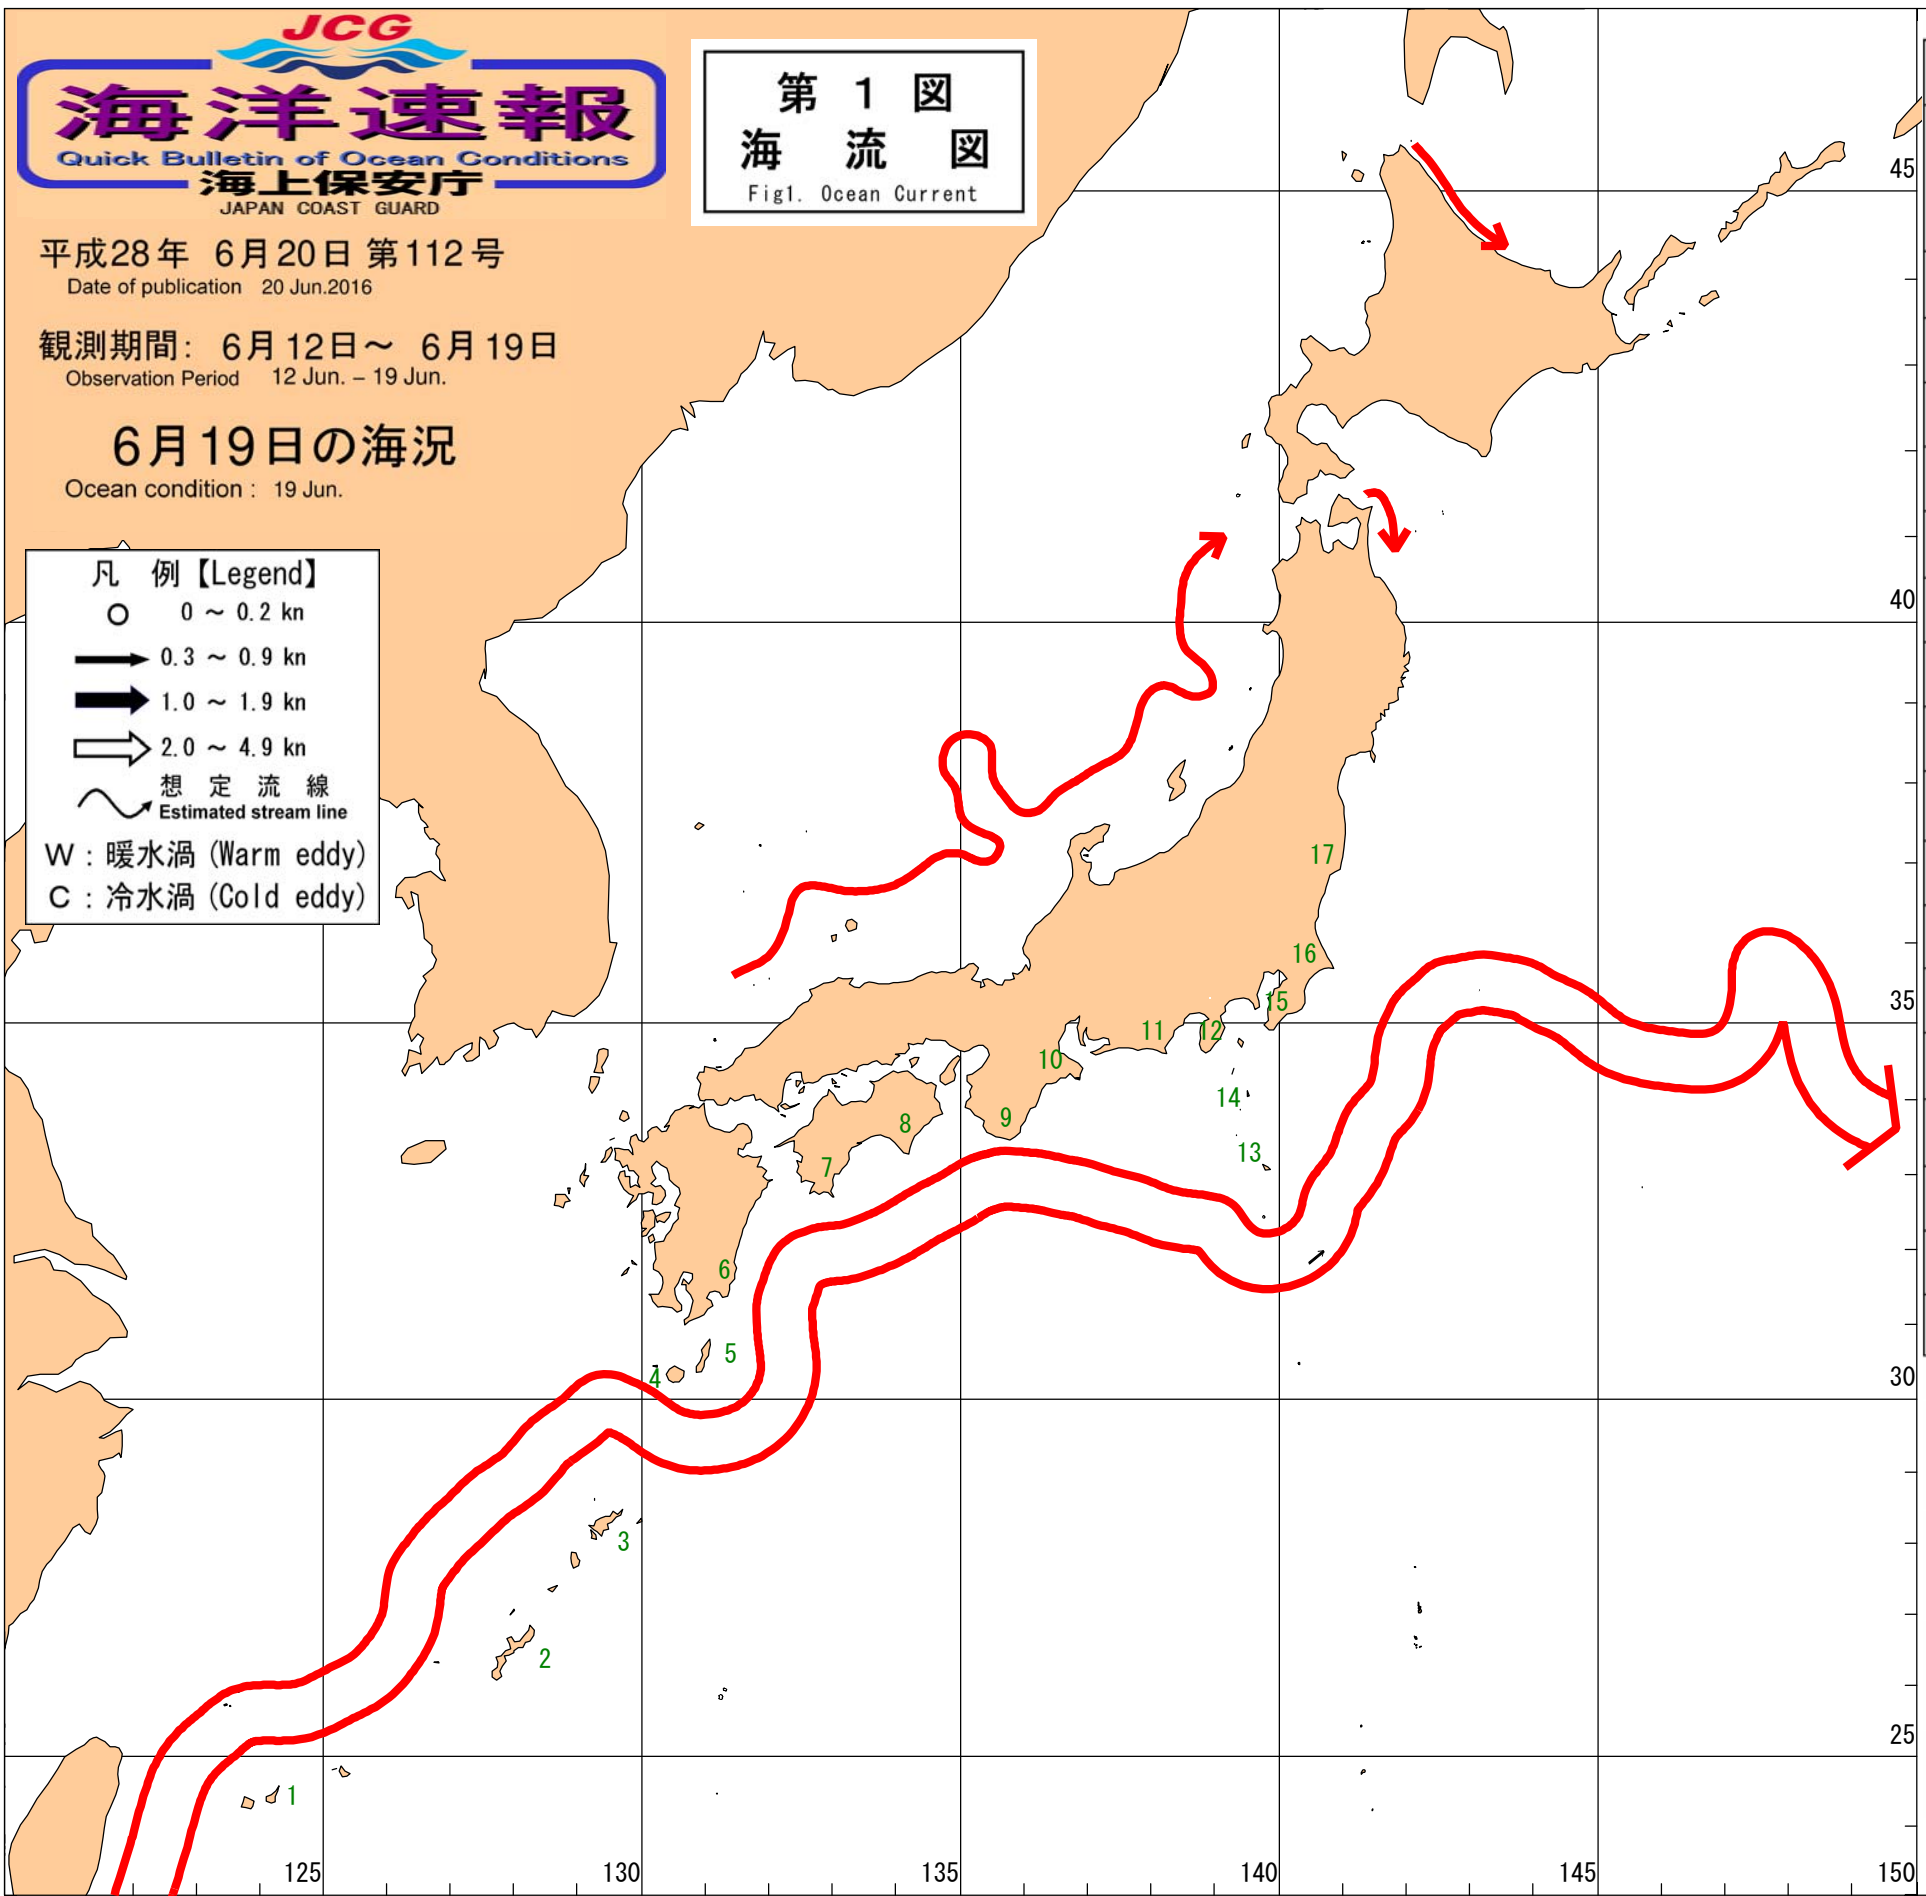 JCG
海洋速報
Quick Bulletin of Ocean Conditions
海上保安庁
JAPAN COAST GUARD
平成28年 6月20日 第112号
Date of publication 20 Jun.2016
観測期間: 6月12日～ 6月19日
Observation Period 12 Jun. – 19 Jun.
6月19日の海況
Ocean condition : 19 Jun.
第 1 図
海 流 図
Fig1. Ocean Current
凡 例【Legend】
0 ～ 0.2 kn
0.3 ～ 0.9 kn
1.0 ～ 1.9 kn
2.0 ～ 4.9 kn
想 定 流 線
Estimated stream line
W : 暖水渦 (Warm eddy)
C : 冷水渦 (Cold eddy)
45
40
35
30
25
17
16
15
14
13
12
11
10
9
8
7
6
5
4
3
2
1
125
130
135
140
145
150